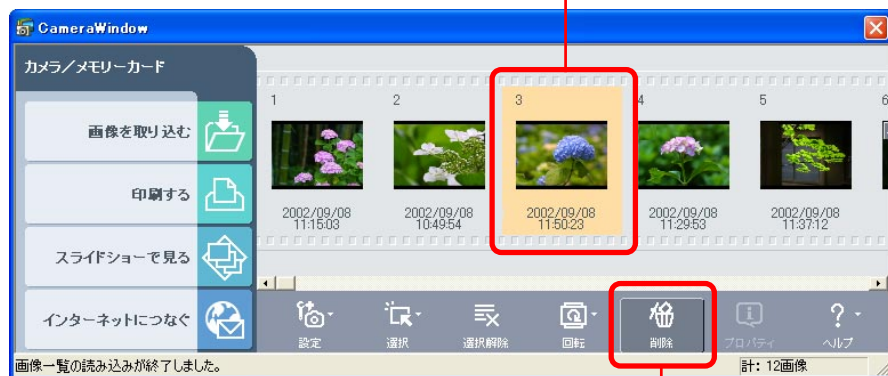 CameraWindow
カメラ/メモリーカード
画像を取り込む
印刷する
スライドショーで見る
インターネットにつなぐ
1 2 3 4 5 6
2002/09/08
11:15:03
2002/09/08
10:49:54
2002/09/08
11:50:23
2002/09/08
11:29:53
2002/09/08
11:37:12
設定 選択 選択解除 回転 削除 プロパティ ヘルプ
画像一覧の読み込みが終了しました。 計: 12画像